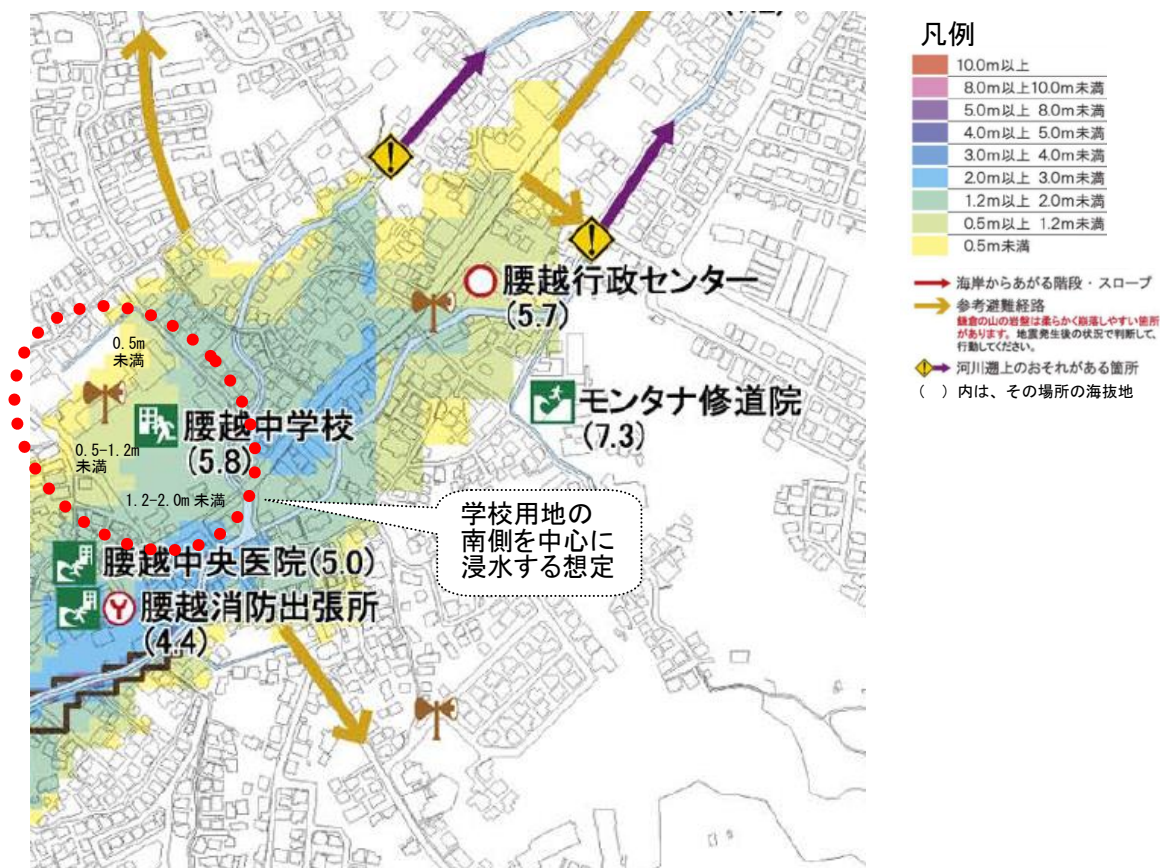 凡例
10.0m以上
8.0m以上10.0m未満
5.0m以上 8.0m未満
4.0m以上 5.0m未満
3.0m以上 4.0m未満
2.0m以上 3.0m未満
1.2m以上 2.0m未満
0.5m以上 1.2m未満
0.5m未満
海岸からあがる階段・スロープ
参考避難経路
鎌倉の山の岩盤は柔らかく崩落しやすい箇所
があります。地震発生後の状況で判断して、
行動してください。
河川遡上のおそれがある箇所
（ ）内は、その場所の海抜地
腰越行政センター
(5.7)
0.5m
未満
モンタナ修道院
(7.3)
腰越中学校
(5.8)
0.5-1.2m
未満
1.2-2.0m未満
学校用地の
南側を中心に
浸水する想定
腰越中央医院(5.0)
腰越消防出張所
(4.4)